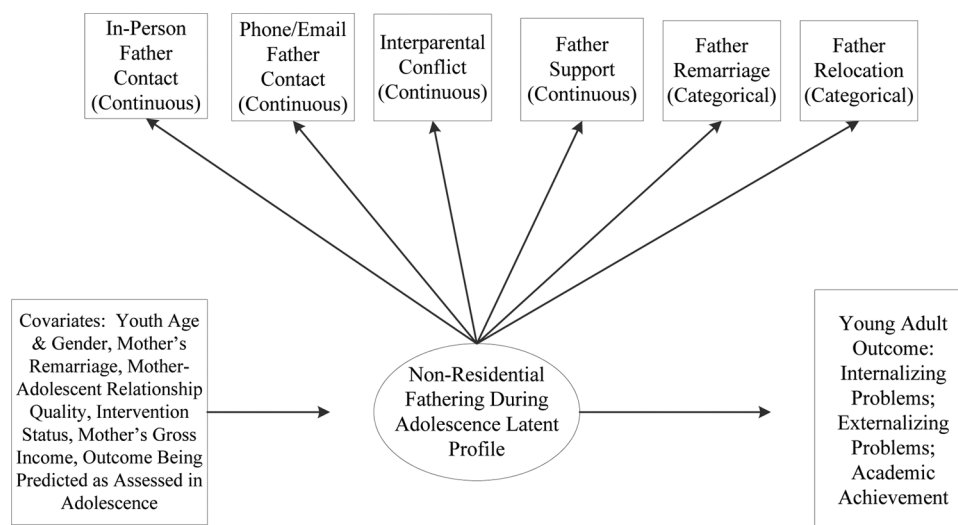 In-Person
Father
Contact
(Continuous)
Phone/Email
Father
Contact
(Continuous)
Interparental
Conflict
(Continuous)
Father
Support
(Continuous)
Father
Remarriage
(Categorical)
Father
Relocation
(Categorical)
Covariates: Youth Age
& Gender, Mother's
Remarriage, Mother-
Adolescent Relationship
Quality, Intervention
Status, Mother's Gross
Income, Outcome Being
Predicted as Assessed in
Adolescence
Non-Residential
Fathering During
Adolescence Latent
Profile
Young Adult
Outcome:
Internalizing
Problems;
Externalizing
Problems;
Academic
Achievement